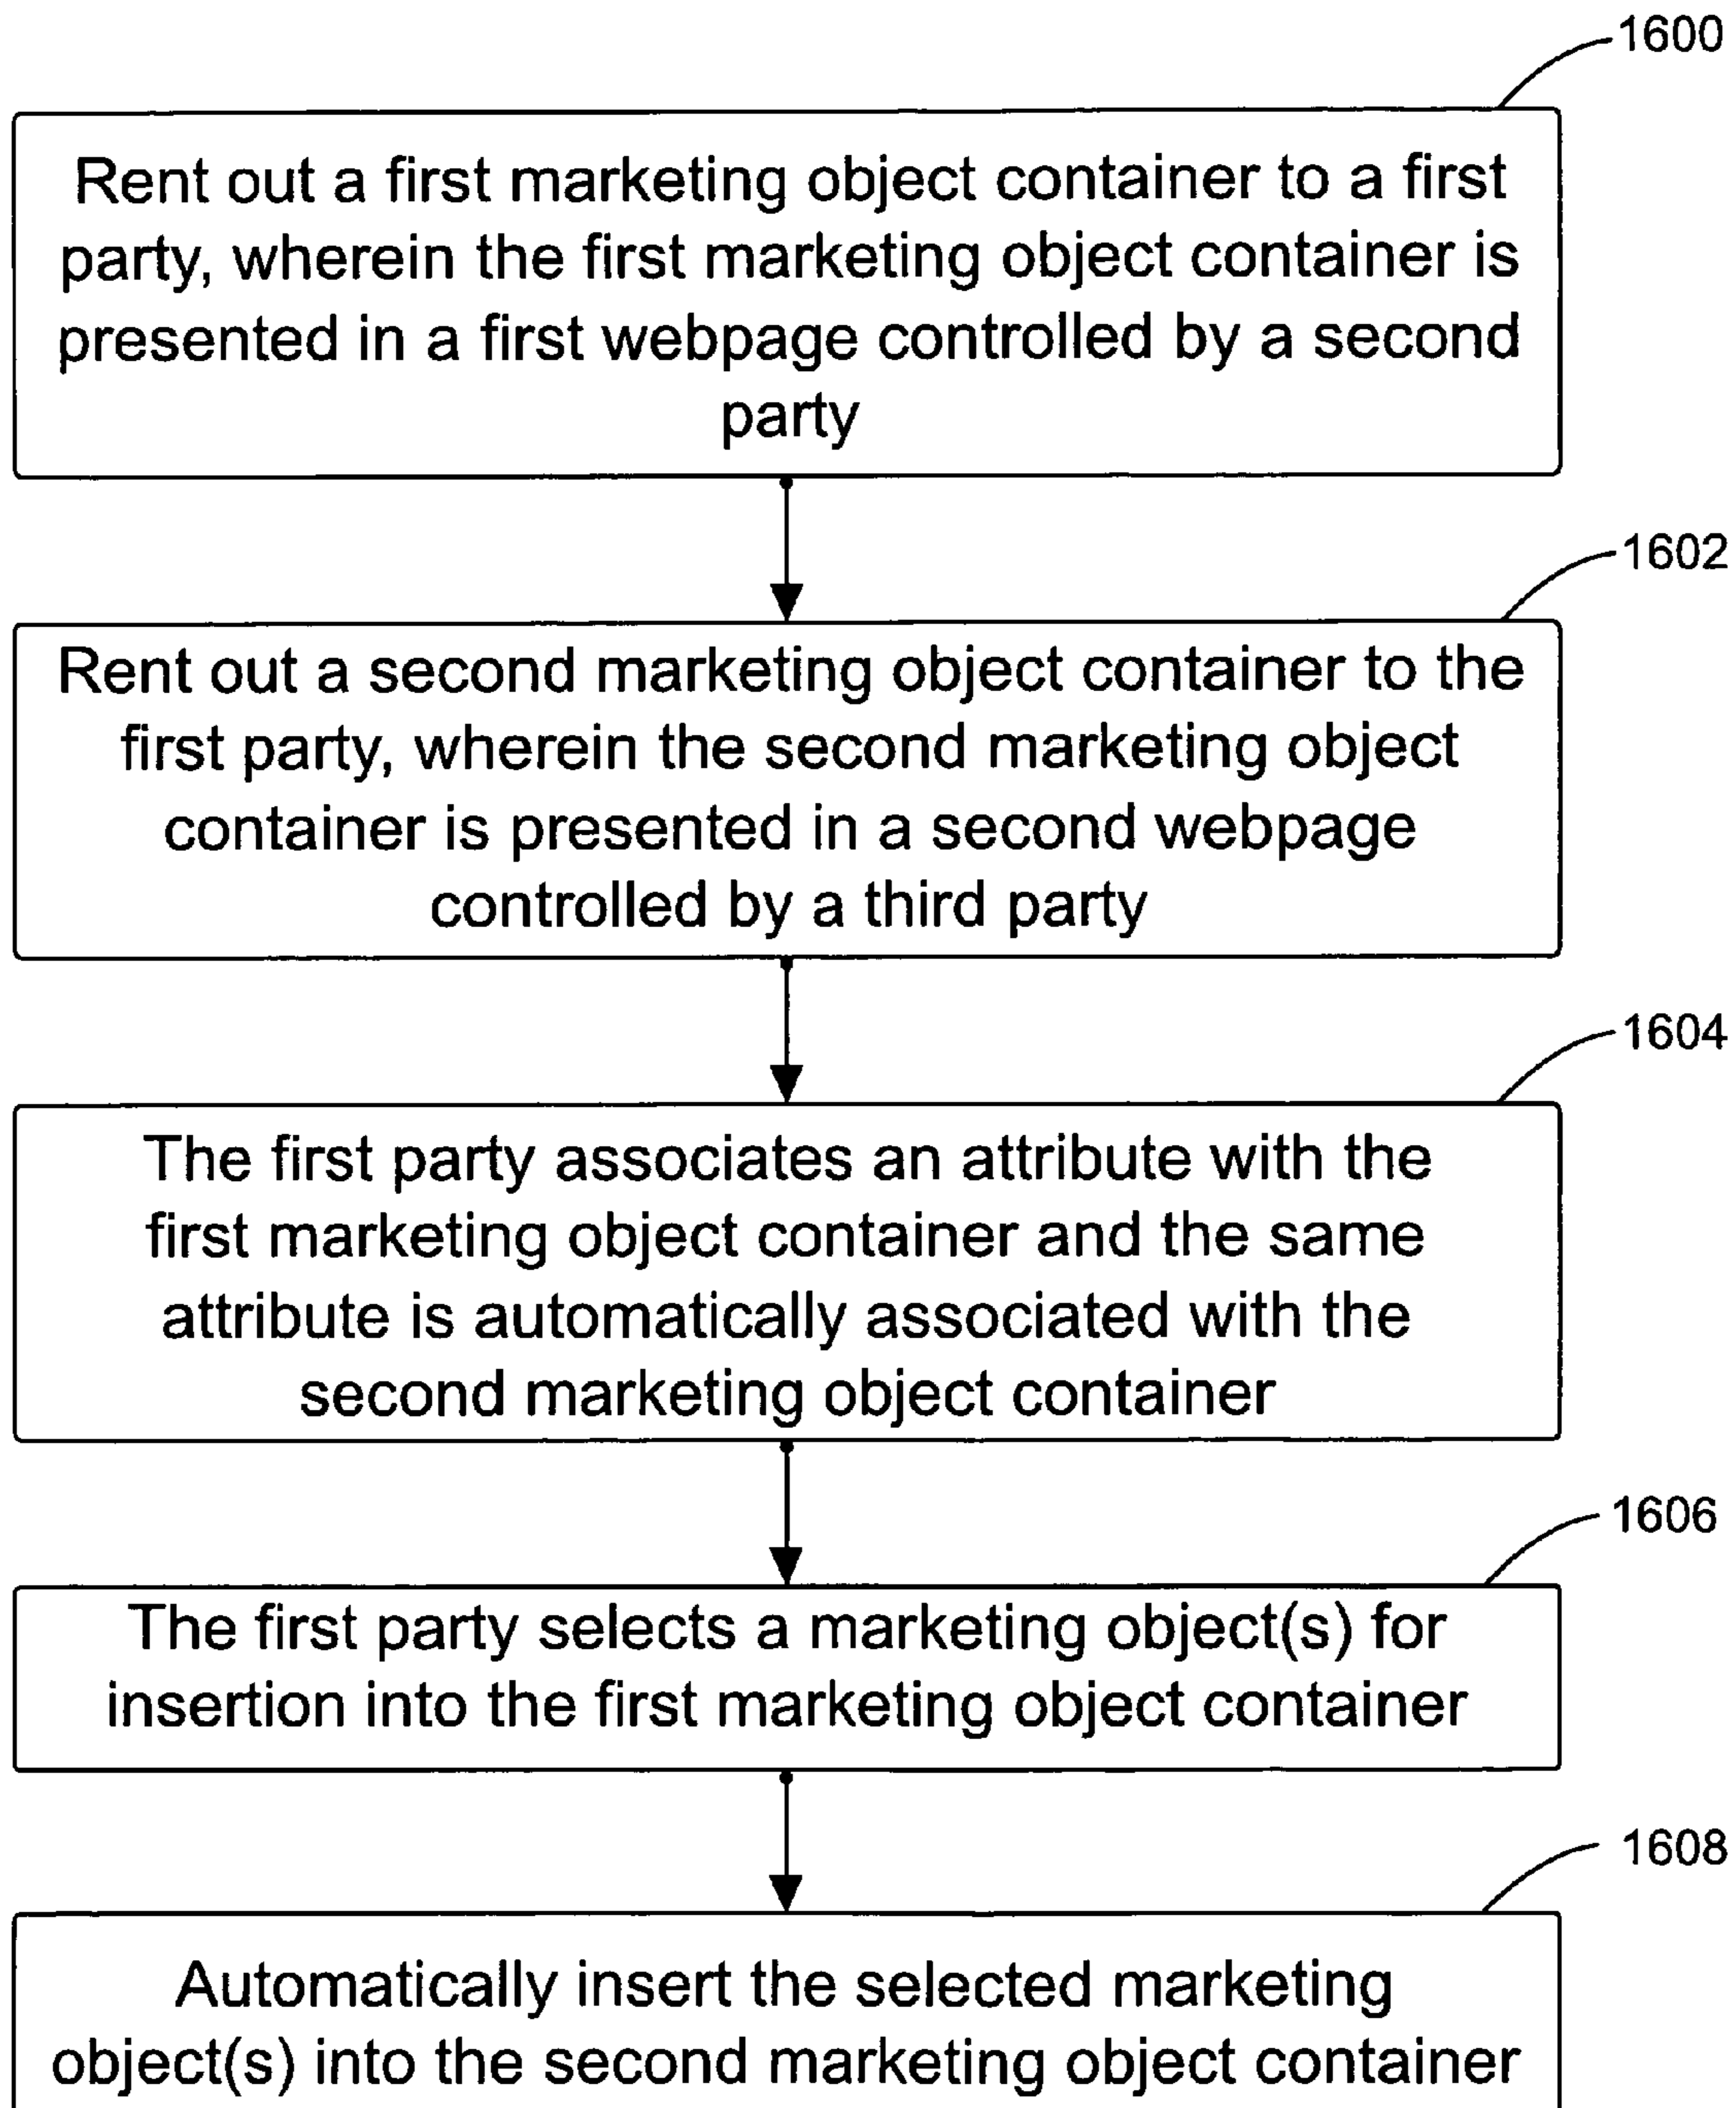 1600
Rent out a first marketing object container to a first
party, wherein the first marketing object container is
presented in a first webpage controlled by a second
party
1602
Rent out a second marketing object container to the
first party, wherein the second marketing object
container is presented in a second webpage
controlled by a third party
1604
The first party associates an attribute with the
first marketing object container and the same
attribute is automatically associated with the
second marketing object container
1606
The first party selects a marketing object(s) for
insertion into the first marketing object container
1608
Automatically insert the selected marketing
object(s) into the second marketing object container